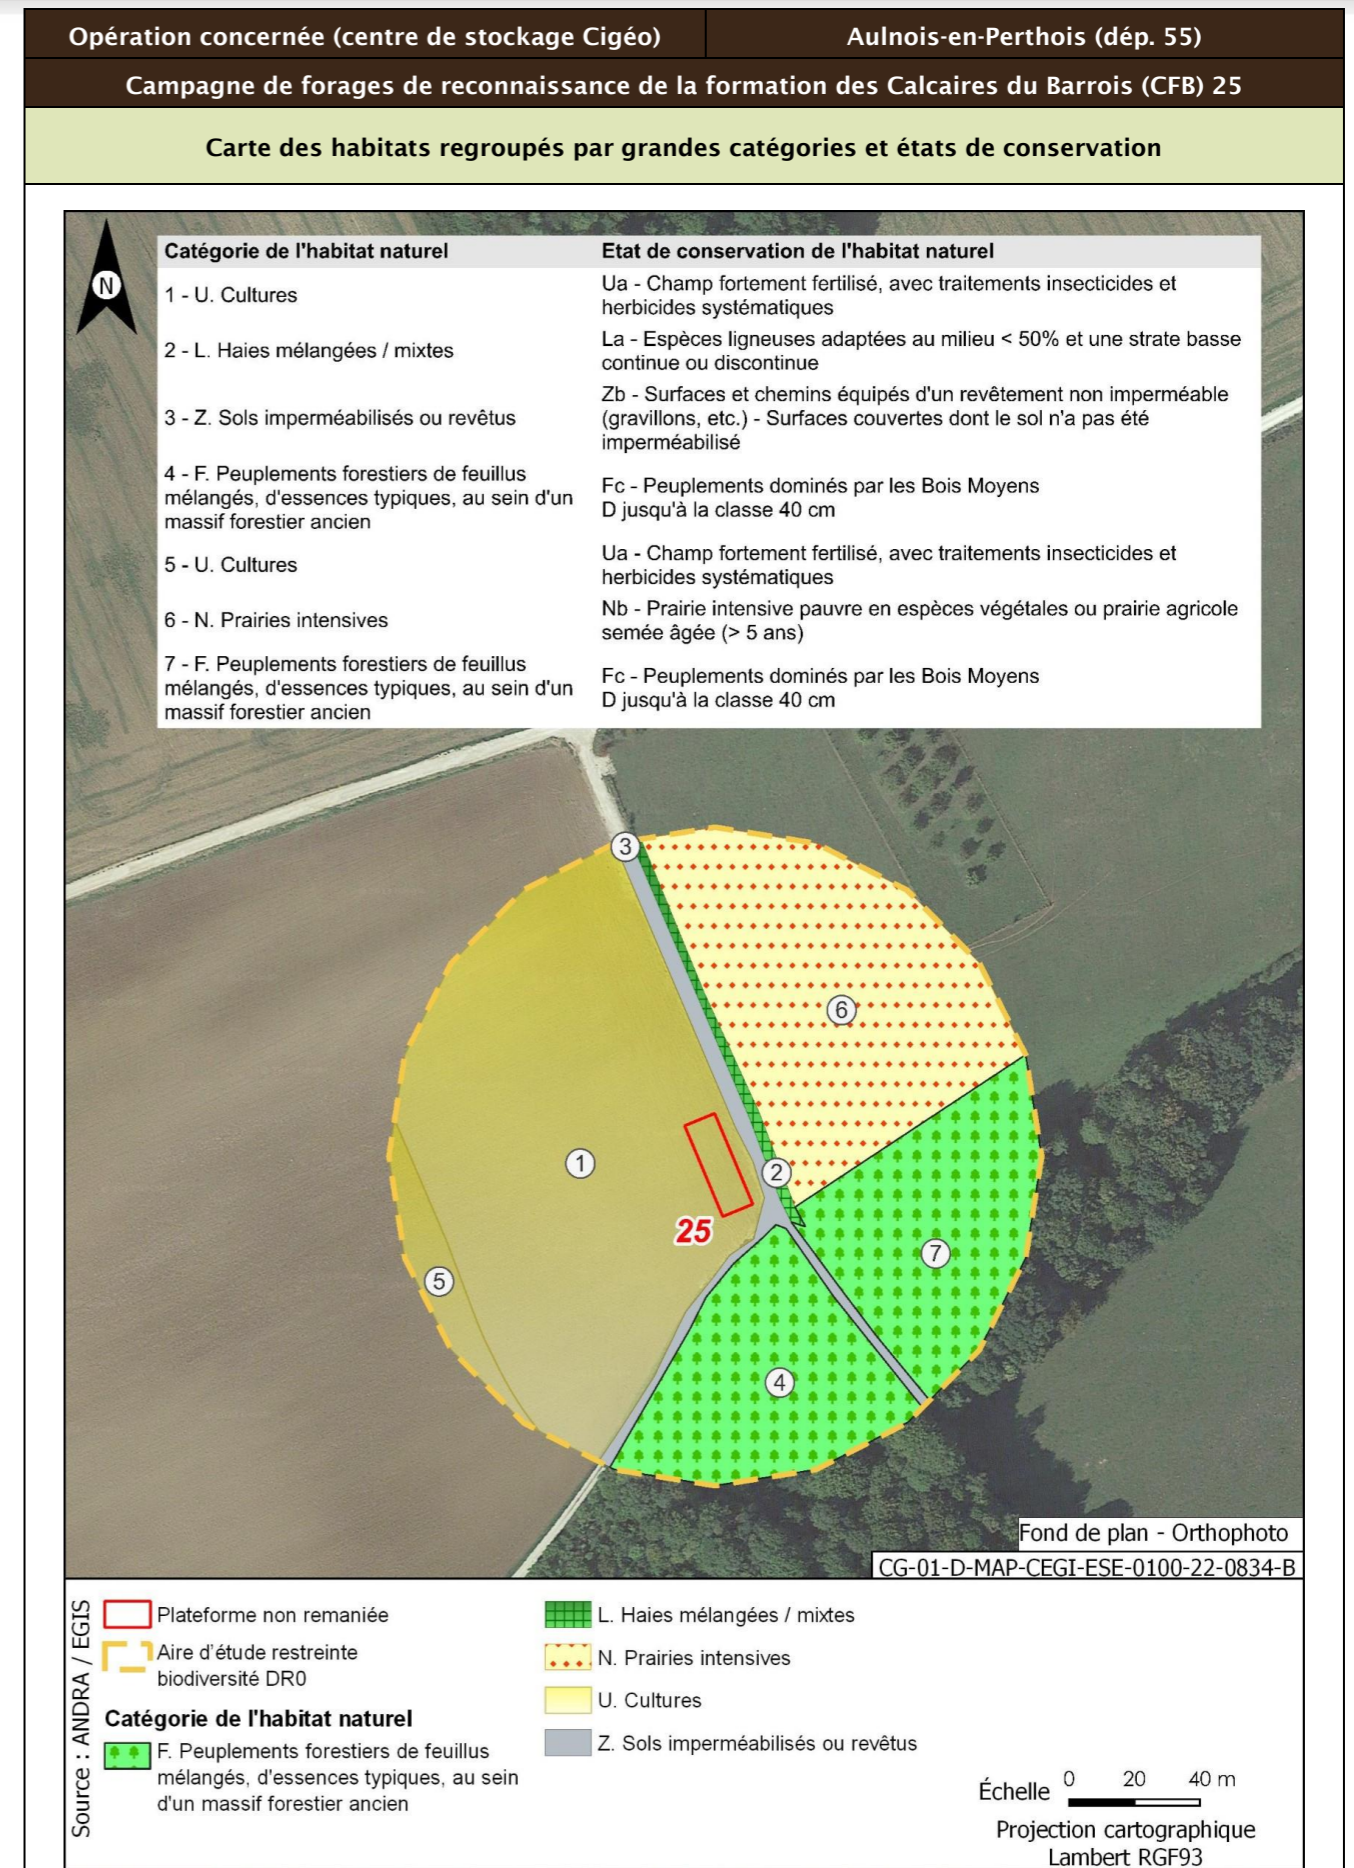 Opération concernée (centre de stockage Cigéo)
Aulnois-en-Perthois (dép. 55)
Campagne de forages de reconnaissance de la formation des Calcaires du Barrois (CFB) 25
Carte des habitats regroupés par grandes catégories et états de conservation
N
Catégorie de l'habitat naturel
Etat de conservation de l'habitat naturel
1 - U. Cultures
Ua - Champ fortement fertilisé, avec traitements insecticides et
herbicides systématiques
2 - L. Haies mélangées / mixtes
La - Espèces ligneuses adaptées au milieu < 50% et une strate basse
continue ou discontinue
3 - Z. Sols imperméabilisés ou revêtus
Zb - Surfaces et chemins équipés d'un revêtement non imperméable
(gravillons, etc.) - Surfaces couvertes dont le sol n'a pas été
imperméabilisé
4 - F. Peuplements forestiers de feuillus
mélangés, d'essences typiques, au sein d'un
massif forestier ancien
Fc - Peuplements dominés par les Bois Moyens
D jusqu'à la classe 40 cm
5 - U. Cultures
Ua - Champ fortement fertilisé, avec traitements insecticides et
herbicides systématiques
6 - N. Prairies intensives
Nb - Prairie intensive pauvre en espèces végétales ou prairie agricole
semée âgée (> 5 ans)
7 - F. Peuplements forestiers de feuillus
mélangés, d'essences typiques, au sein d'un
massif forestier ancien
Fc - Peuplements dominés par les Bois Moyens
D jusqu'à la classe 40 cm
3
6
1
2
25
7
5
4
Fond de plan - Orthophoto
CG-01-D-MAP-CEGI-ESE-0100-22-0834-B
Source : ANDRA / EGIS
Plateforme non remaniée
Aire d'étude restreinte
biodiversité DR0
Catégorie de l'habitat naturel
F. Peuplements forestiers de feuillus
mélangés, d'essences typiques, au sein
d'un massif forestier ancien
L. Haies mélangées / mixtes
N. Prairies intensives
U. Cultures
Z. Sols imperméabilisés ou revêtus
Échelle 0 20 40 m
Projection cartographique
Lambert RGF93